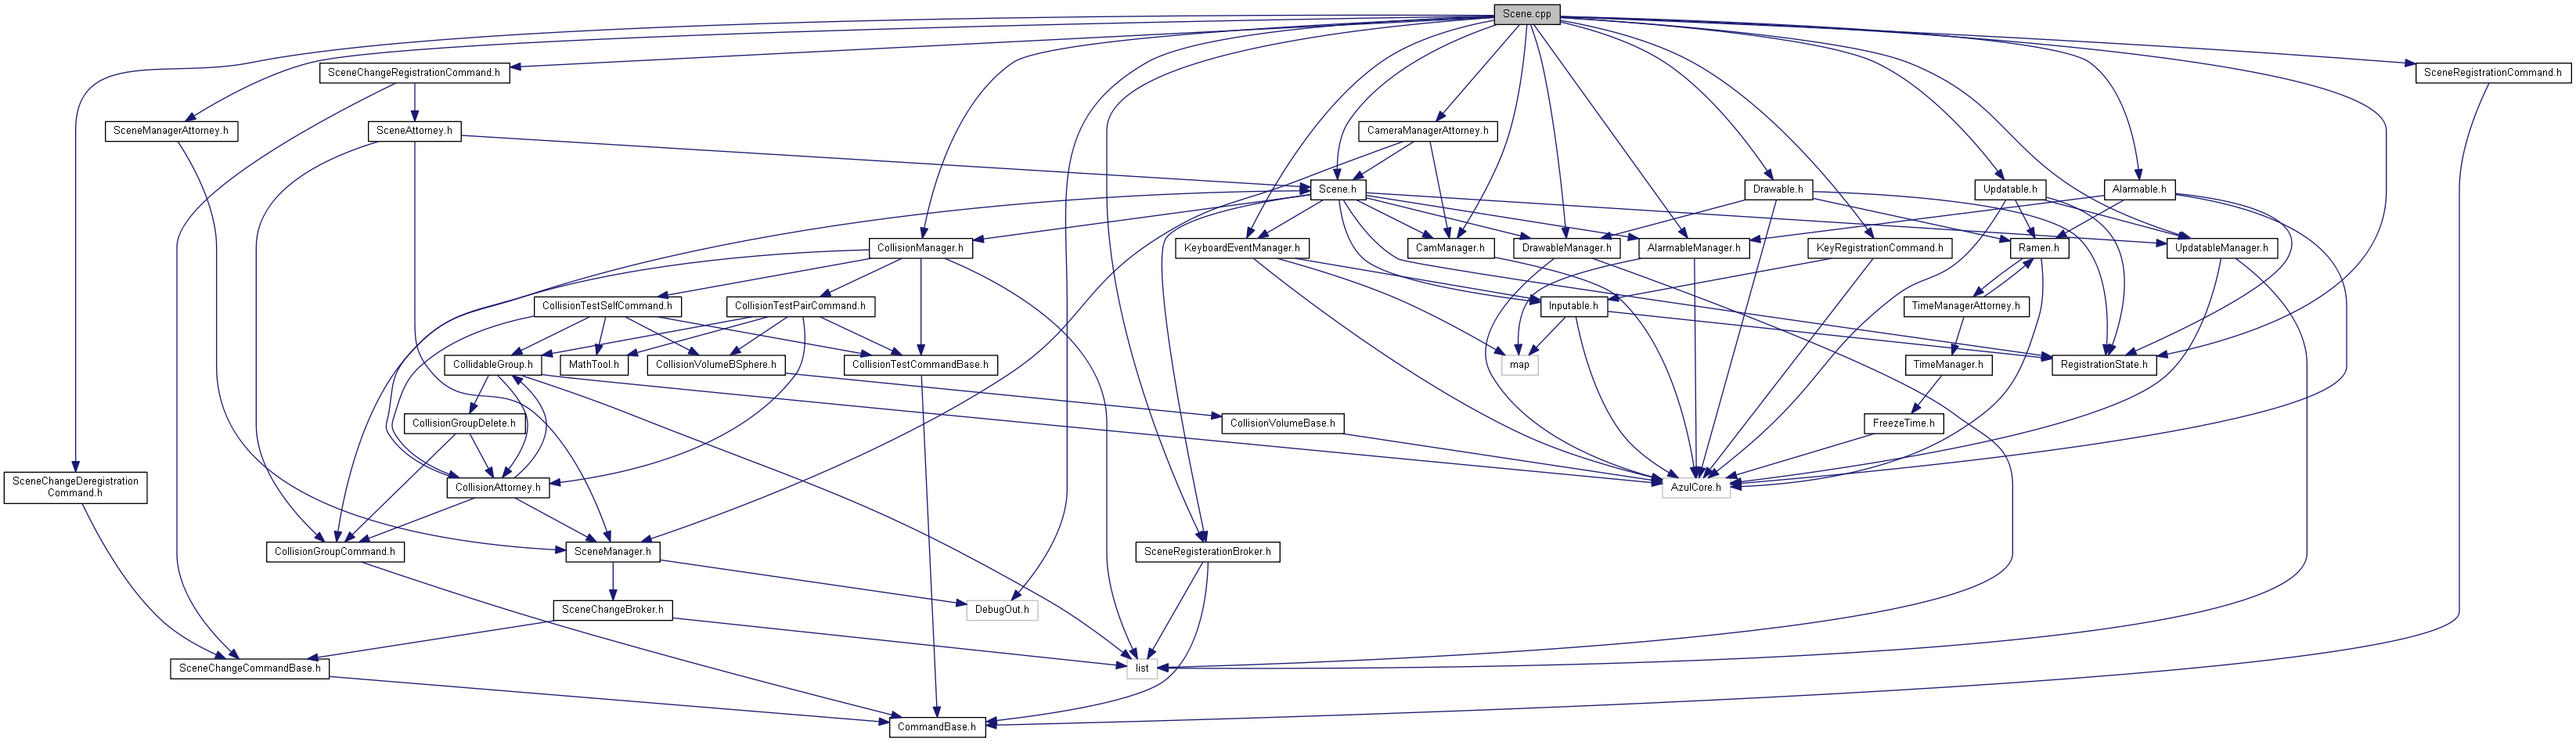 Scene.cpp
SceneChangeRegistrationCommand.h
SceneRegistrationCommand.h
SceneManagerAttorney.h
SceneAttorney.h
CameraManagerAttorney.h
Scene.h
Drawable.h
Updatable.h
Alarmable.h
CollisionManager.h
KeyboardEventManager.h
CamManager.h
DrawableManager.h
AlarmableManager.h
KeyRegistrationCommand.h
Ramen.h
UpdatableManager.h
CollisionTestSelfCommand.h
CollisionTestPairCommand.h
Inputable.h
TimeManagerAttorney.h
CollidableGroup.h
MathTool.h
CollisionVolumeBSphere.h
CollisionTestCommandBase.h
map
TimeManager.h
RegistrationState.h
CollisionGroupDelete.h
CollisionVolumeBase.h
FreezeTime.h
SceneChangeDeregistration
Command.h
CollisionAttorney.h
AzulCore.h
CollisionGroupCommand.h
SceneManager.h
SceneRegisterationBroker.h
SceneChangeBroker.h
DebugOut.h
SceneChangeCommandBase.h
list
CommandBase.h